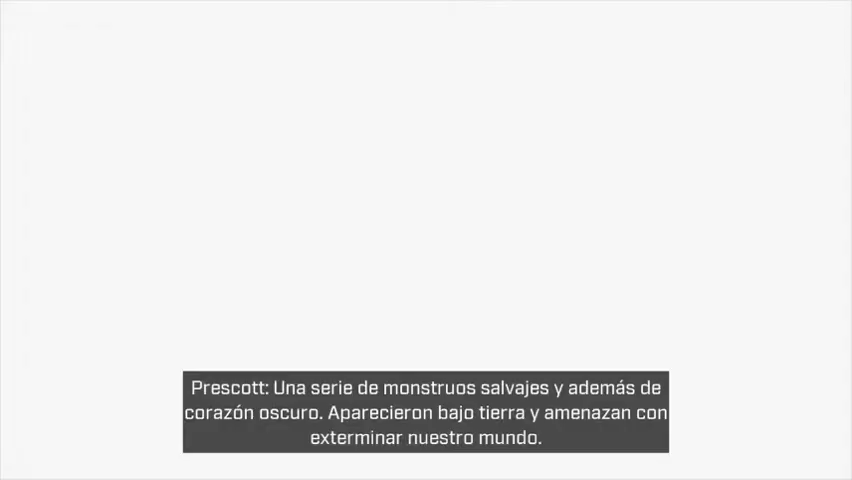 Prescott: Una serie de monstruos salvajes y además de
corazón oscuro. Aparecieron bajo tierra y amenazan con
exterminar nuestro mundo.